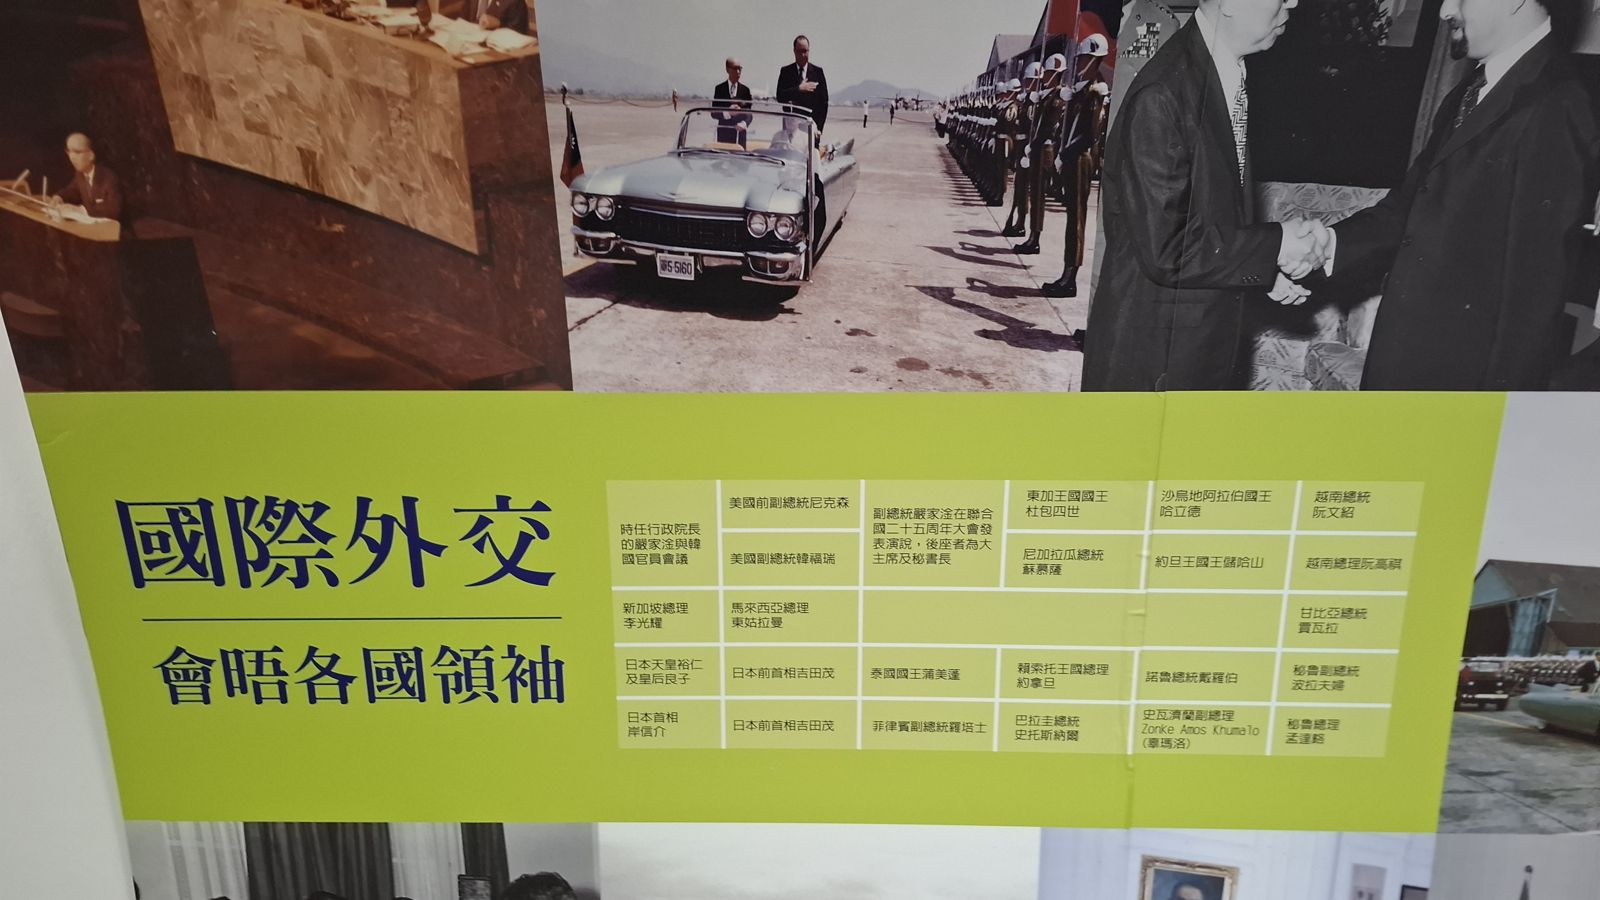 國際外交
會晤各國領袖
時任行政院長
的嚴家淦與韓
國官員會議
美國前副總統尼克森
美國副總統韓福瑞
副總統嚴家淦在聯合
國二十五周年大會發
表演說，後座者為大
主席及秘書長
東加王國國王
杜包四世
尼加拉瓜總統
蘇慕薩
沙烏地阿拉伯國王
哈立德
約旦王國王儲哈山
越南總統
阮文紹
越南總理阮高祺
新加坡總理
李光耀
馬來西亞總理
東姑拉曼
甘比亞總統
賈瓦拉
日本天皇裕仁
及皇后良子
日本前首相吉田茂
泰國國王蒲美蓬
賴索托王國總理
約拿旦
諾魯總統戴羅伯
秘魯副總統
波拉夫婦
日本首相
岸信介
日本前首相吉田茂
菲律賓副總統羅培士
巴拉圭總統
史托斯納爾
史瓦濟蘭副總理
Zonke Amos Khumalo
(辜瑪洛)
秘魯總理
孟達輅
5-5160